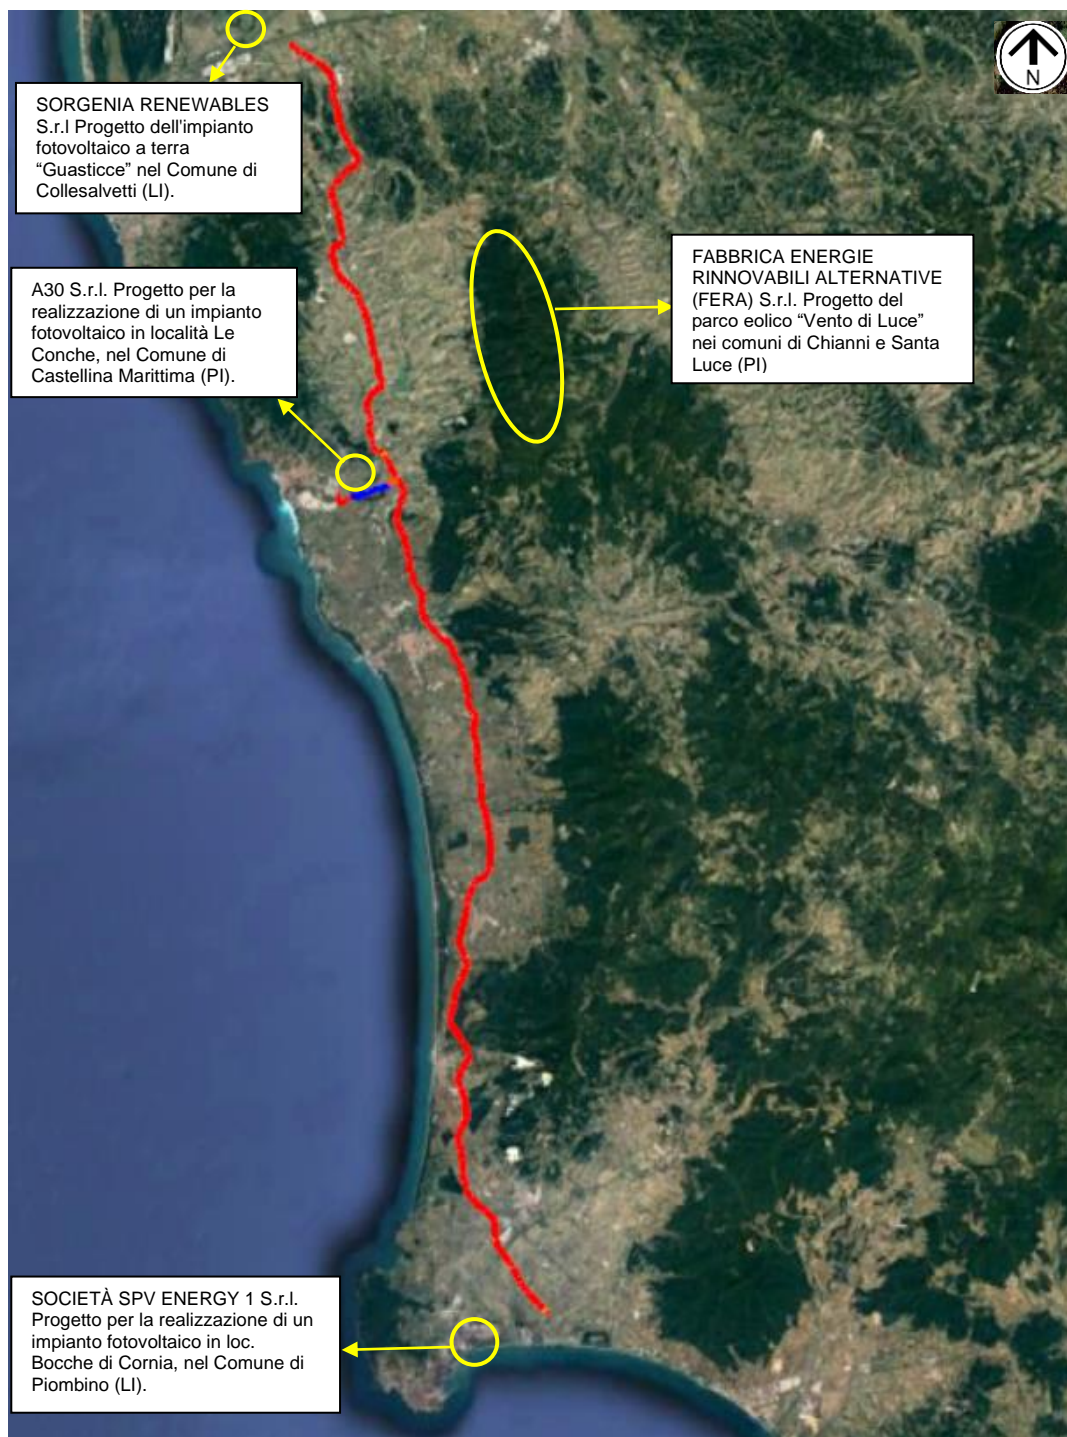 N
SORGENIA RENEWABLES
S.r.l Progetto dell'impianto
fotovoltaico a terra
“Guasticce” nel Comune di
Collesalvetti (LI).
FABBRICA ENERGIE
RINNOVABILI ALTERNATIVE
(FERA) S.r.l. Progetto del
parco eolico “Vento di Luce”
nei comuni di Chianni e Santa
Luce (PI)
A30 S.r.l. Progetto per la
realizzazione di un impianto
fotovoltaico in località Le
Conche, nel Comune di
Castellina Marittima (PI).
SOCIETÀ SPV ENERGY 1 S.r.l.
Progetto per la realizzazione di un
impianto fotovoltaico in loc.
Bocche di Cornia, nel Comune di
Piombino (LI).